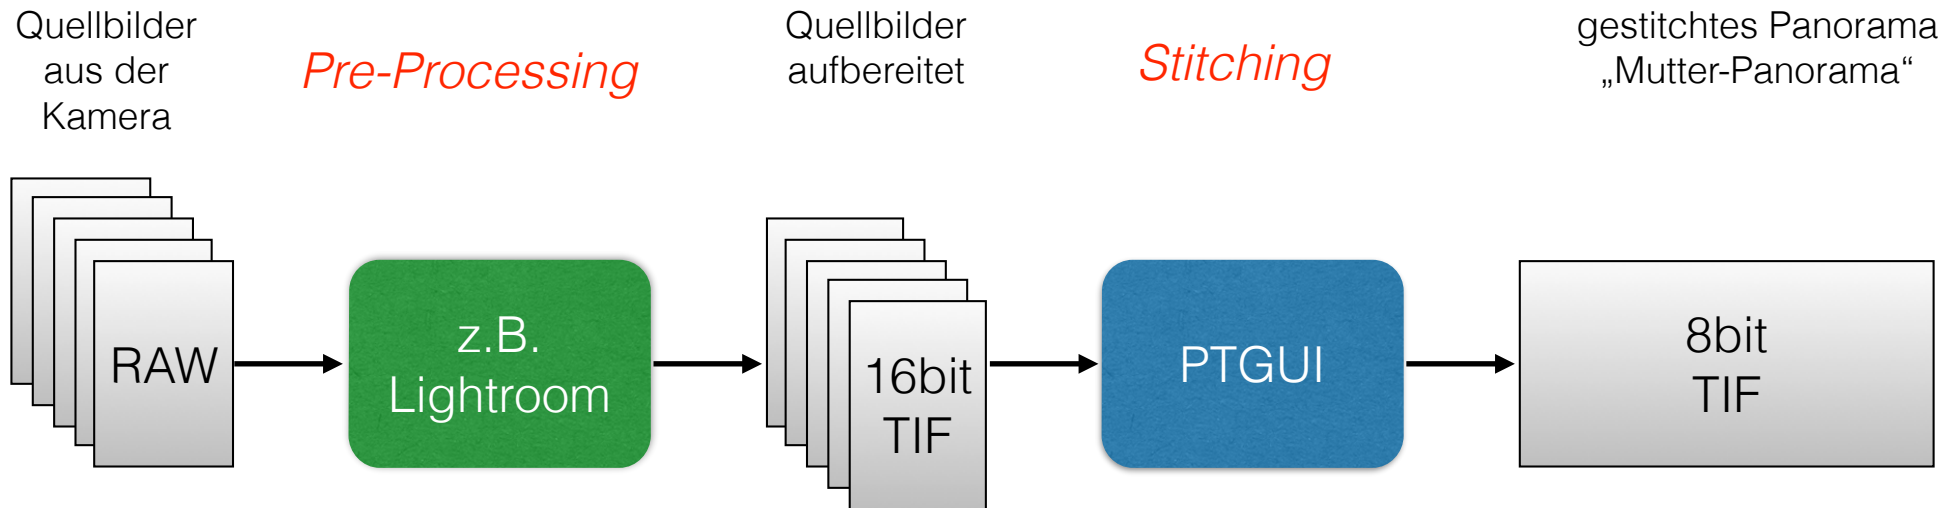 Quellbilder
aus der
Kamera
Pre-Processing
Quellbilder
aufbereitet
Stitching
gestitchtes Panorama
„Mutter-Panorama“
RAW
z.B.
Lightroom
16bit
TIF
PTGUI
8bit
TIF